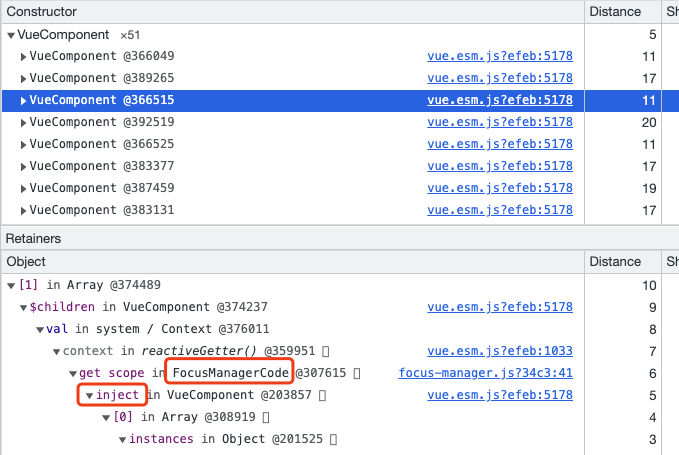 Constructor Distance Sh
▼VueComponent ×51 5
▶VueComponent @366049 vue.esm.js?efeb:5178 11
▶VueComponent @389265 vue.esm.js?efeb:5178 17
▶VueComponent @366515 vue.esm.js?efeb:5178 11
▶VueComponent @392519 vue.esm.js?efeb:5178 20
▶VueComponent @366525 vue.esm.js?efeb:5178 11
▶VueComponent @383377 vue.esm.js?efeb:5178 17
▶VueComponent @387459 vue.esm.js?efeb:5178 19
▶VueComponent @383131 vue.esm.js?efeb:5178 17
Retainers
Object Distance Sh
▼[1] in Array @374489 10
▼$children in VueComponent @374237 vue.esm.js?efeb:5178 9
▼val in system / Context @376011 8
▼context in reactiveGetter() @359951 vue.esm.js?efeb:1033 7
▼get scope in FocusManagerCode @307615 focus-manager.js?34c3:41 6
▼inject in VueComponent @203857 vue.esm.js?efeb:5178 5
▼[0] in Array @308919 4
▼instances in Object @201525 3